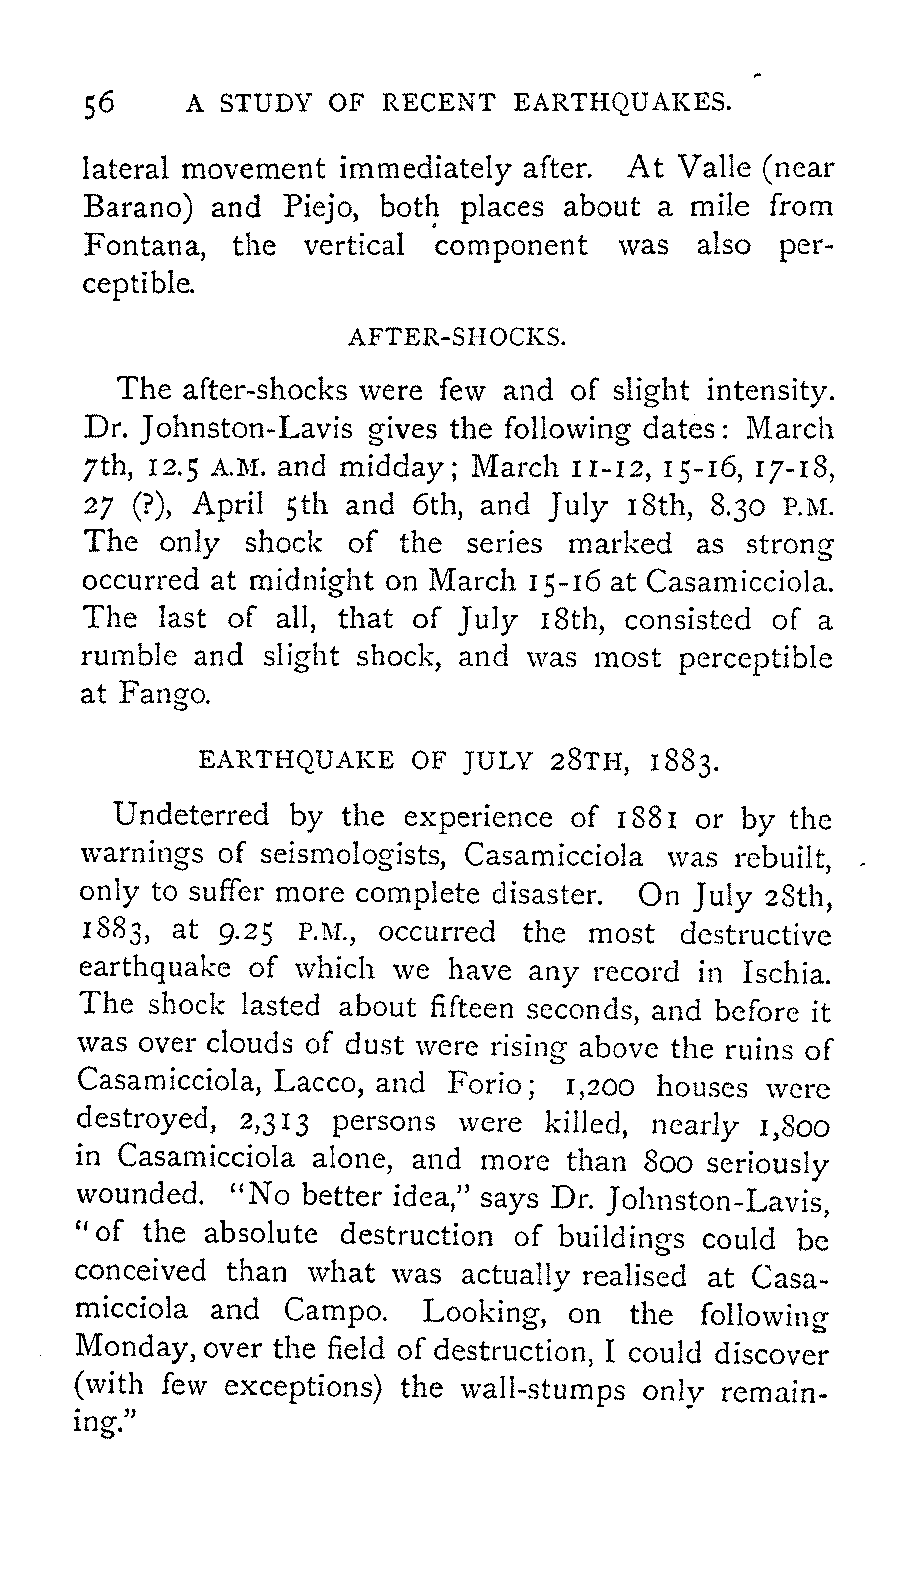 56 A STUDY OF RECENT EARTHQUAKES.
lateral movement immediately after. At Valle (near
Barano) and Piejo, both places about a mile from
Fontana, the vertical component was also per-
ceptible.
AFTER-SHOCKS.
The after-shocks were few and of slight intensity.
Dr. Johnston-Lavis gives the following dates: March
7th, 12.5 A.M. and midday; March 11-12, 15-16, 17-18,
27 (?), April 5th and 6th, and July 18th, 8.30 P.M.
The only shock of the series marked as strong
occurred at midnight on March 15-16 at Casamicciola.
The last of all, that of July 18th, consisted of a
rumble and slight shock, and was most perceptible
at Fango.
EARTHQUAKE OF JULY 28TH, 1883.
Undeterred by the experience of 1881 or by the
warnings of seismologists, Casamicciola was rebuilt,
only to suffer more complete disaster. On July 28th,
1883, at 9.25 P.M., occurred the most destructive
earthquake of which we have any record in Ischia.
The shock lasted about fifteen seconds, and before it
was over clouds of dust were rising above the ruins of
Casamicciola, Lacco, and Forio; 1,200 houses were
destroyed, 2,313 persons were killed, nearly 1,800
in Casamicciola alone, and more than 800 seriously
wounded. "No better idea," says Dr. Johnston-Lavis,
"of the absolute destruction of buildings could be
conceived than what was actually realised at Casa-
micciola and Campo. Looking, on the following
Monday, over the field of destruction, I could discover
(with few exceptions) the wall-stumps only remain-
ing."